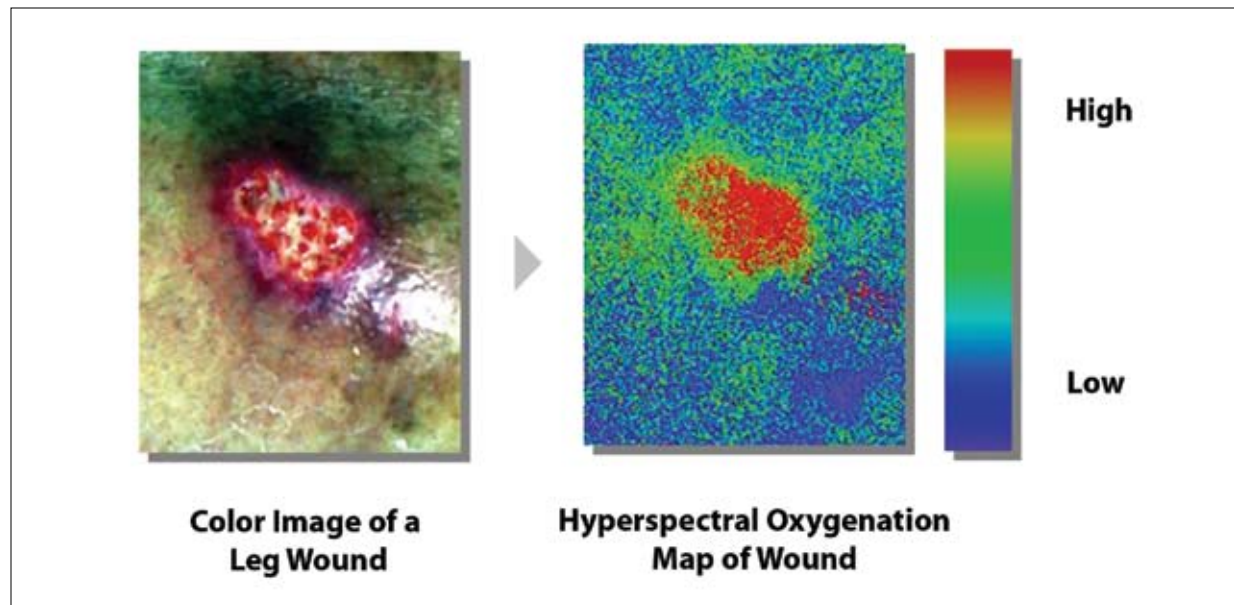 High
Low
Color Image of a
Leg Wound
Hyperspectral Oxygenation
Map of Wound